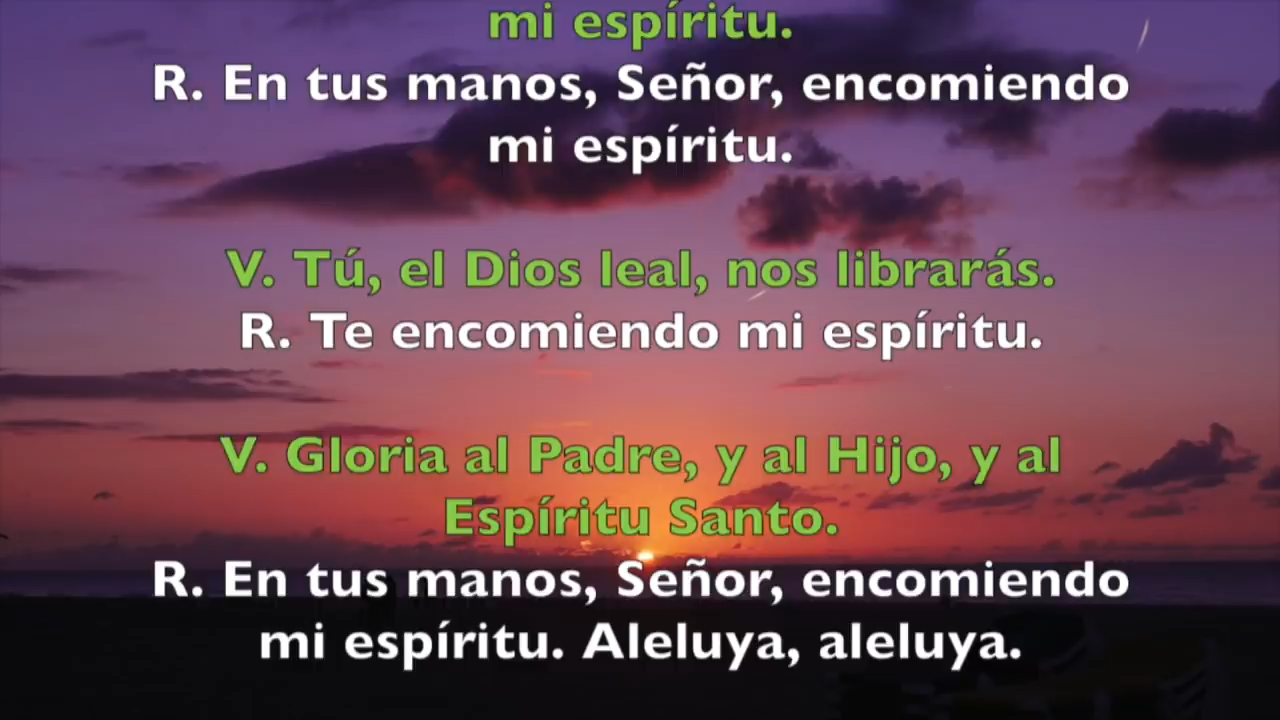 mi espíritu.
R. En tus manos, Señor, encomiendo
mi espíritu.
V. Tú, el Dios leal, nos librarás.
R. Te encomiendo mi espíritu.
V. Gloria al Padre, y al Hijo, y al
Espíritu Santo.
R. En tus manos, Señor, encomiendo
mi espíritu. Aleluya, aleluya.